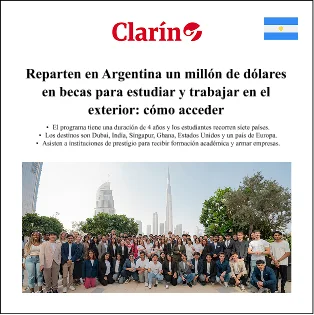 Clarín
Reparten en Argentina un millón de dólares
en becas para estudiar y trabajar en el
exterior: cómo acceder
• El programa tiene una duración de 4 años y los estudiantes recorren siete países.
• Los destinos son Dubai, India, Singapur, Ghana, Estados Unidos y un país de Europa.
• Asisten a instituciones de prestigio para recibir formación académica y armar empresas.